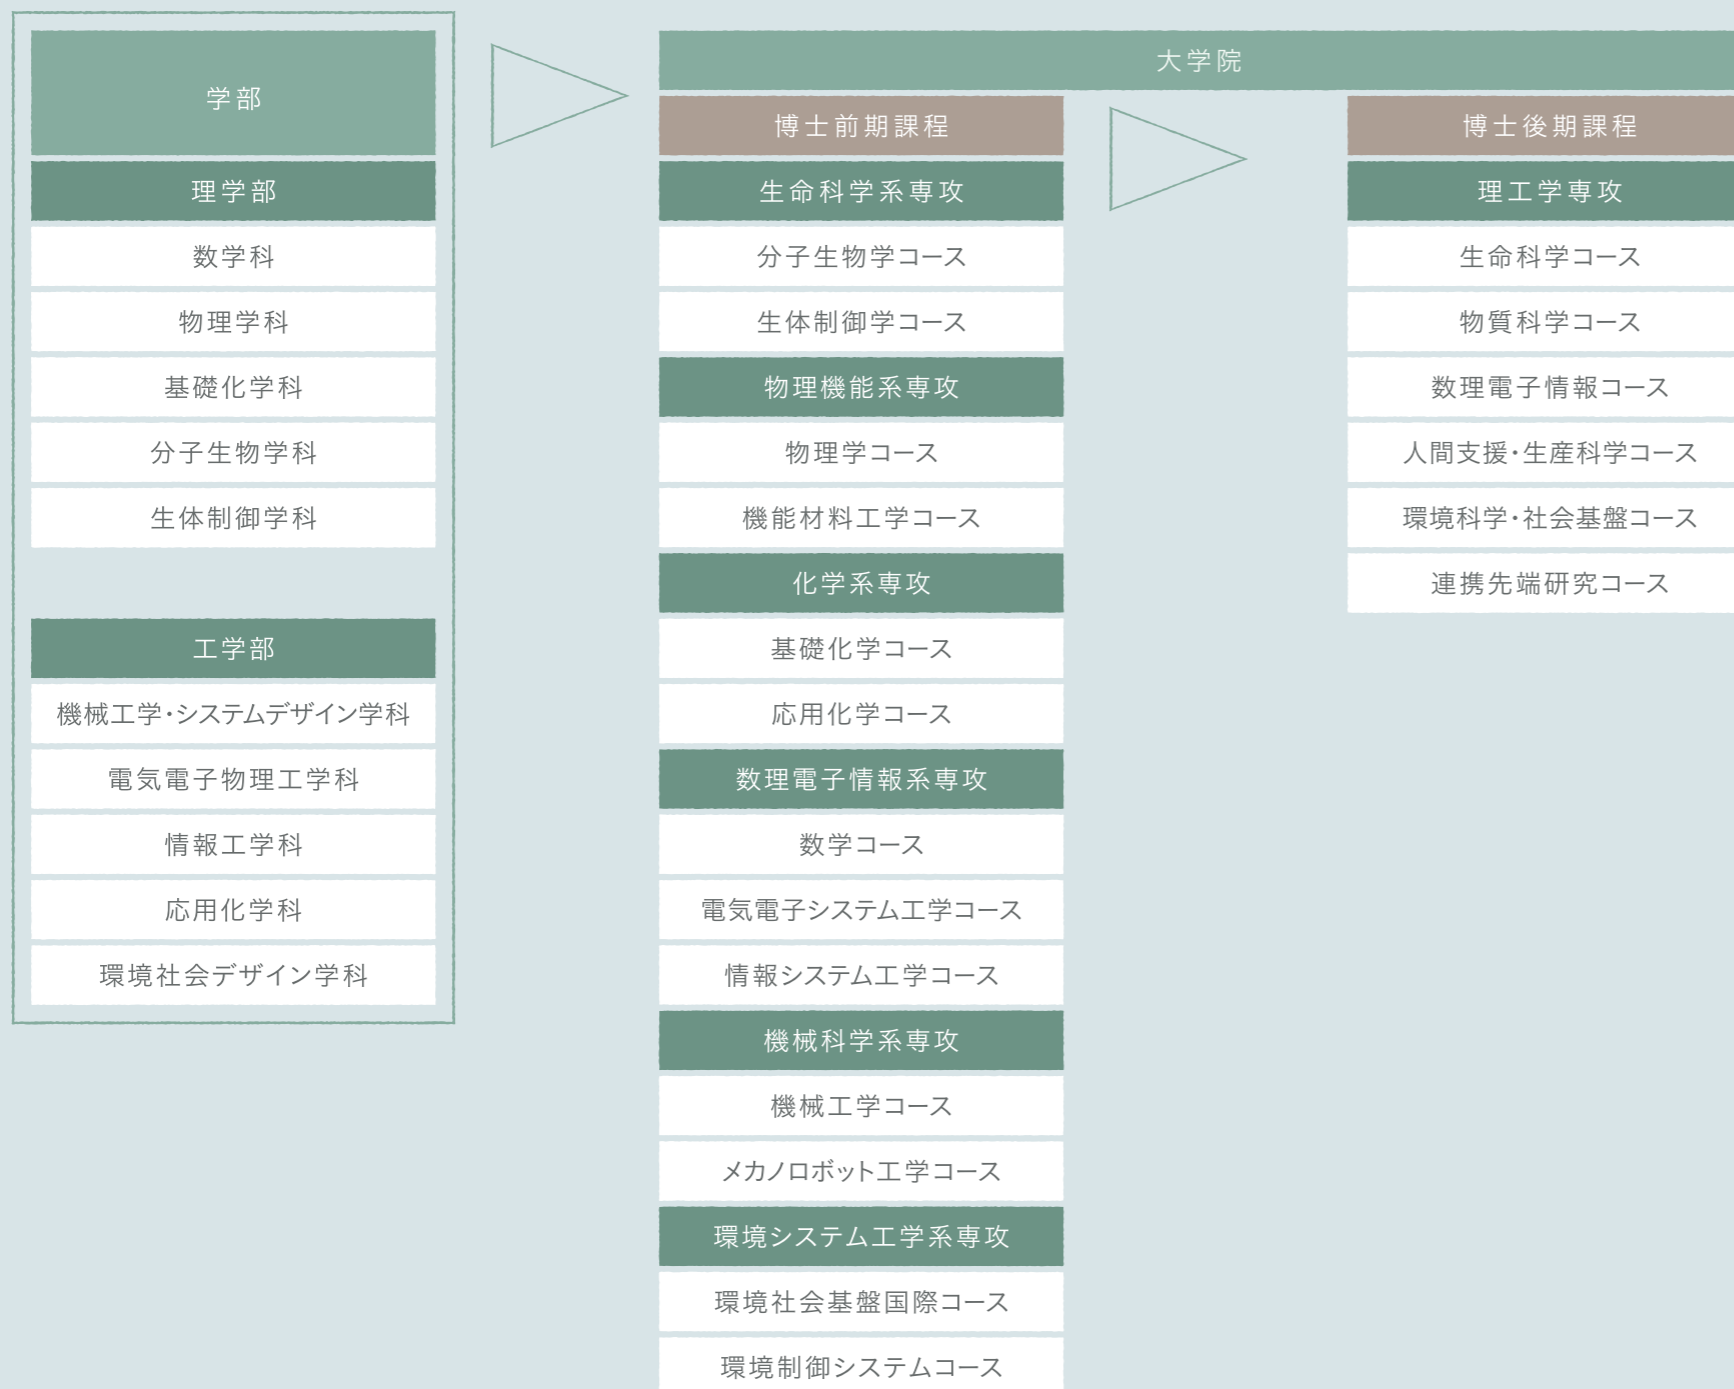 学部
理学部
数学科
物理学科
基礎化学科
分子生物学科
生体制御学科
工学部
機械工学・システムデザイン学科
電気電子物理工学科
情報工学科
応用化学科
環境社会デザイン学科
大学院
博士前期課程
生命科学系専攻
分子生物学コース
生体制御学コース
物理機能系専攻
物理学コース
機能材料工学コース
化学系専攻
基礎化学コース
応用化学コース
数理電子情報系専攻
数学コース
電気電子システム工学コース
情報システム工学コース
機械科学系専攻
機械工学コース
メカノロボット工学コース
環境システム工学系専攻
環境社会基盤国際コース
環境制御システムコース
博士後期課程
理工学専攻
生命科学コース
物質科学コース
数理電子情報コース
人間支援・生産科学コース
環境科学・社会基盤コース
連携先端研究コース